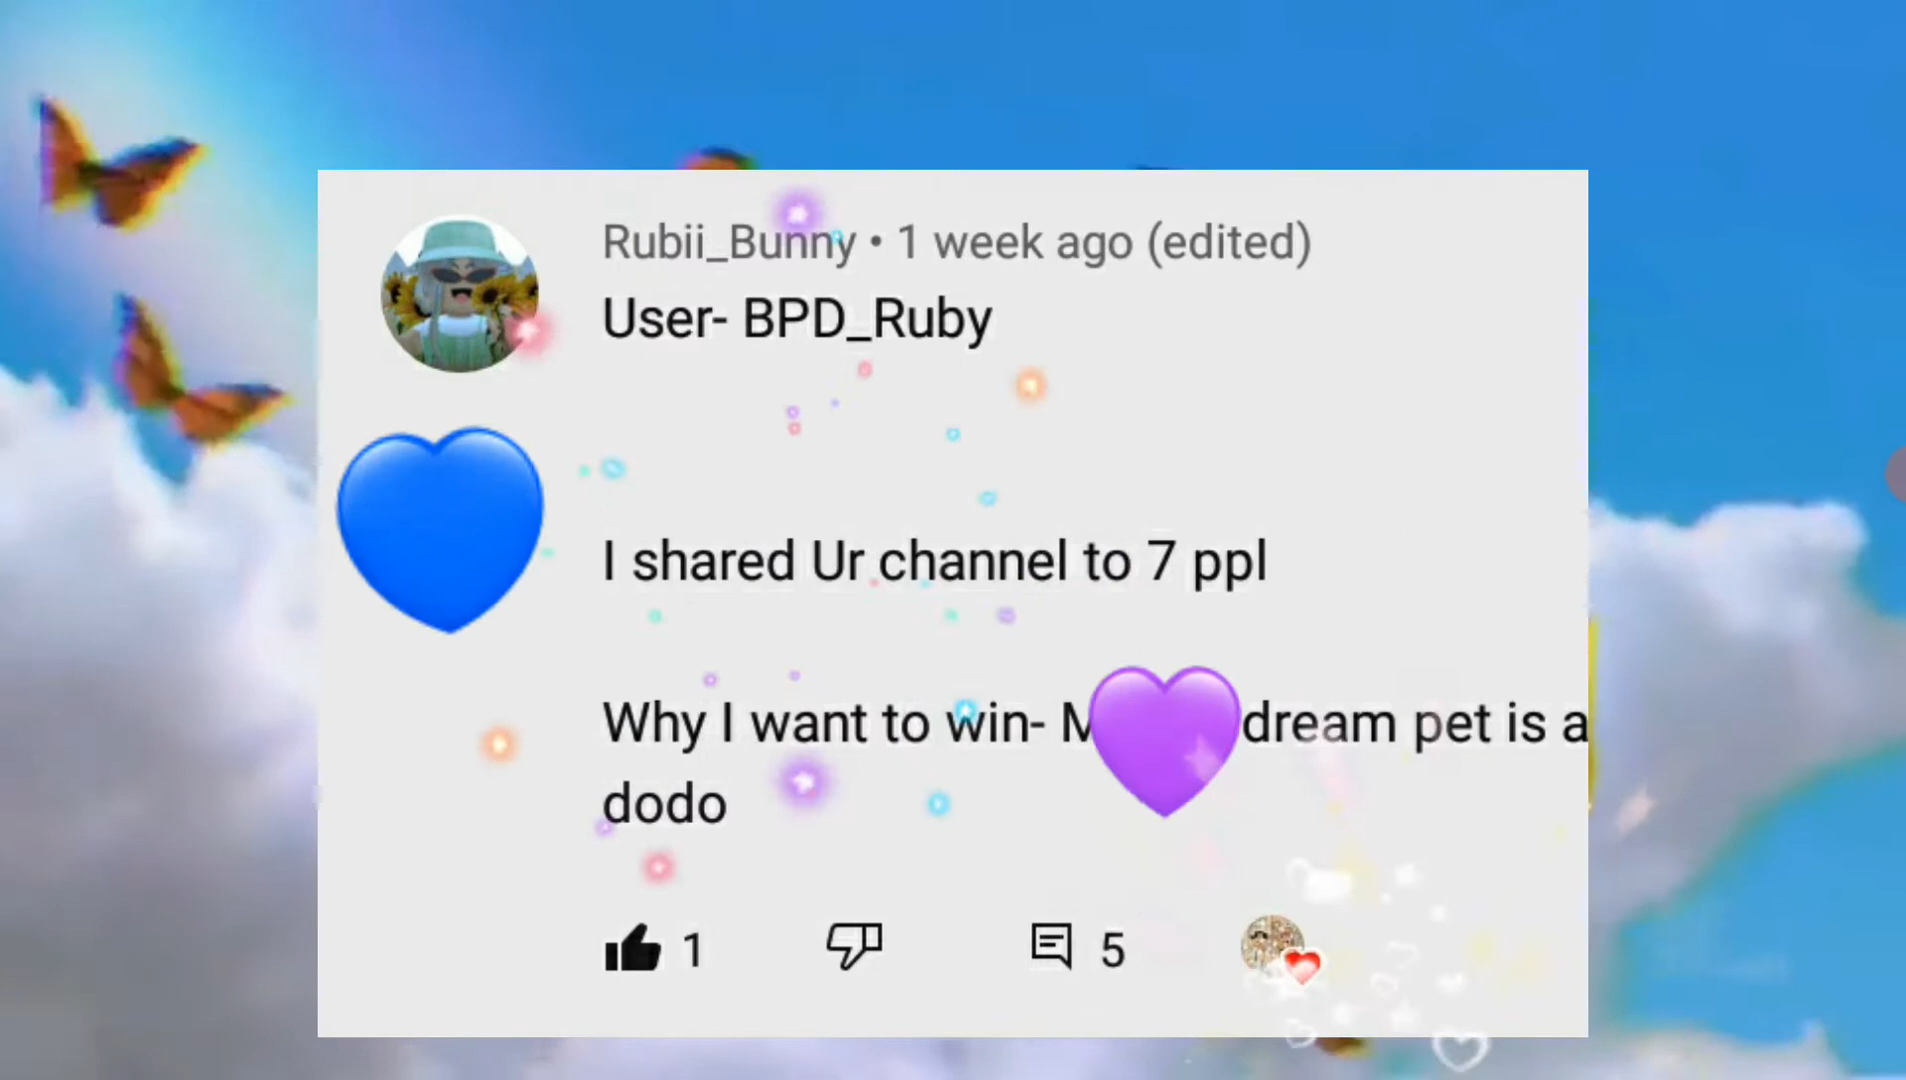 Rubii_Bunny • 1 week ago (edited)
User- BPD_Ruby
I shared Ur channel to 7 ppl
Why I want to win- dream pet is a
dodo
1 5